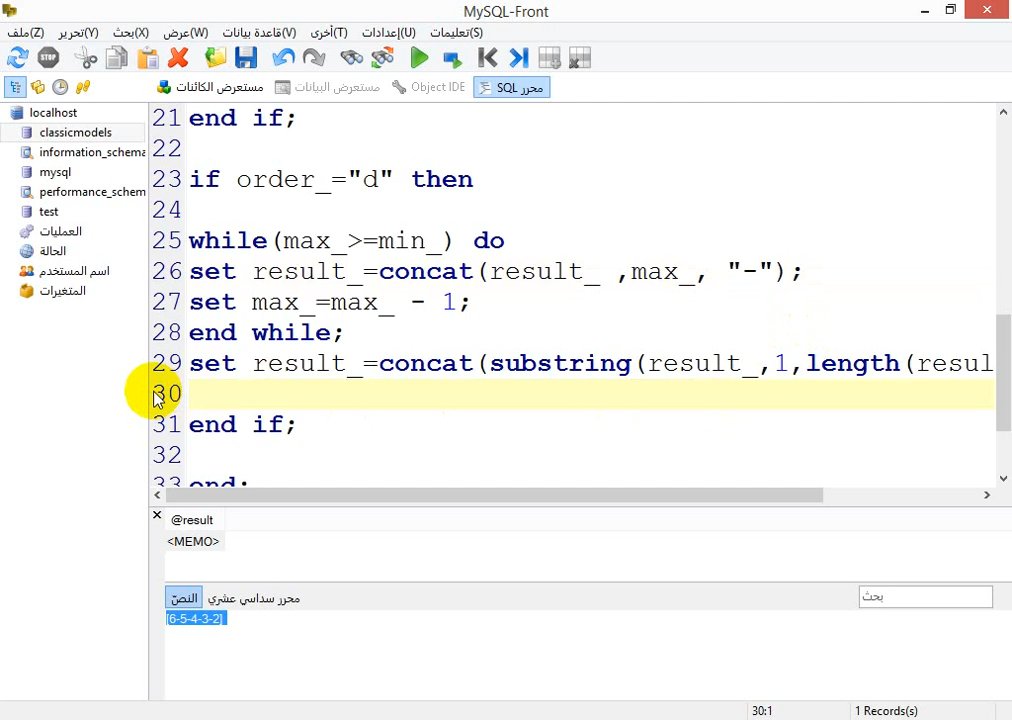 MySQL-Front
ملف(Z) تحرير(Y) بحث(X) عرض(W) قاعدة بيانات(V) أخرى(T) إعدادات(U) تعليمات(S)
مستعرض الكائنات مستعرض البيانات Object IDE محرر SQL
localhost
classicmodels
information_schema
mysql
performance_schem
test
العمليات
الحالة
اسم المستخدم
المتغيرات
21 end if;
22
23 if order_="d" then
24
25 while(max_>=min_) do
26 set result_=concat(result_ ,max_, "-");
27 set max_=max_ - 1;
28 end while;
29 set result_=concat(substring(result_,1,length(resul
30
31 end if;
32
33 end;
@result
<MEMO>
النصّ محرر سداسي عشري بحث
[6-5-4-3-2]
30:1 1 Records(s)